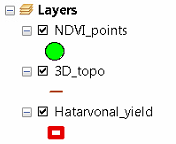 Layers
NDVI_points
3D_topo
Hatarvonal_yield